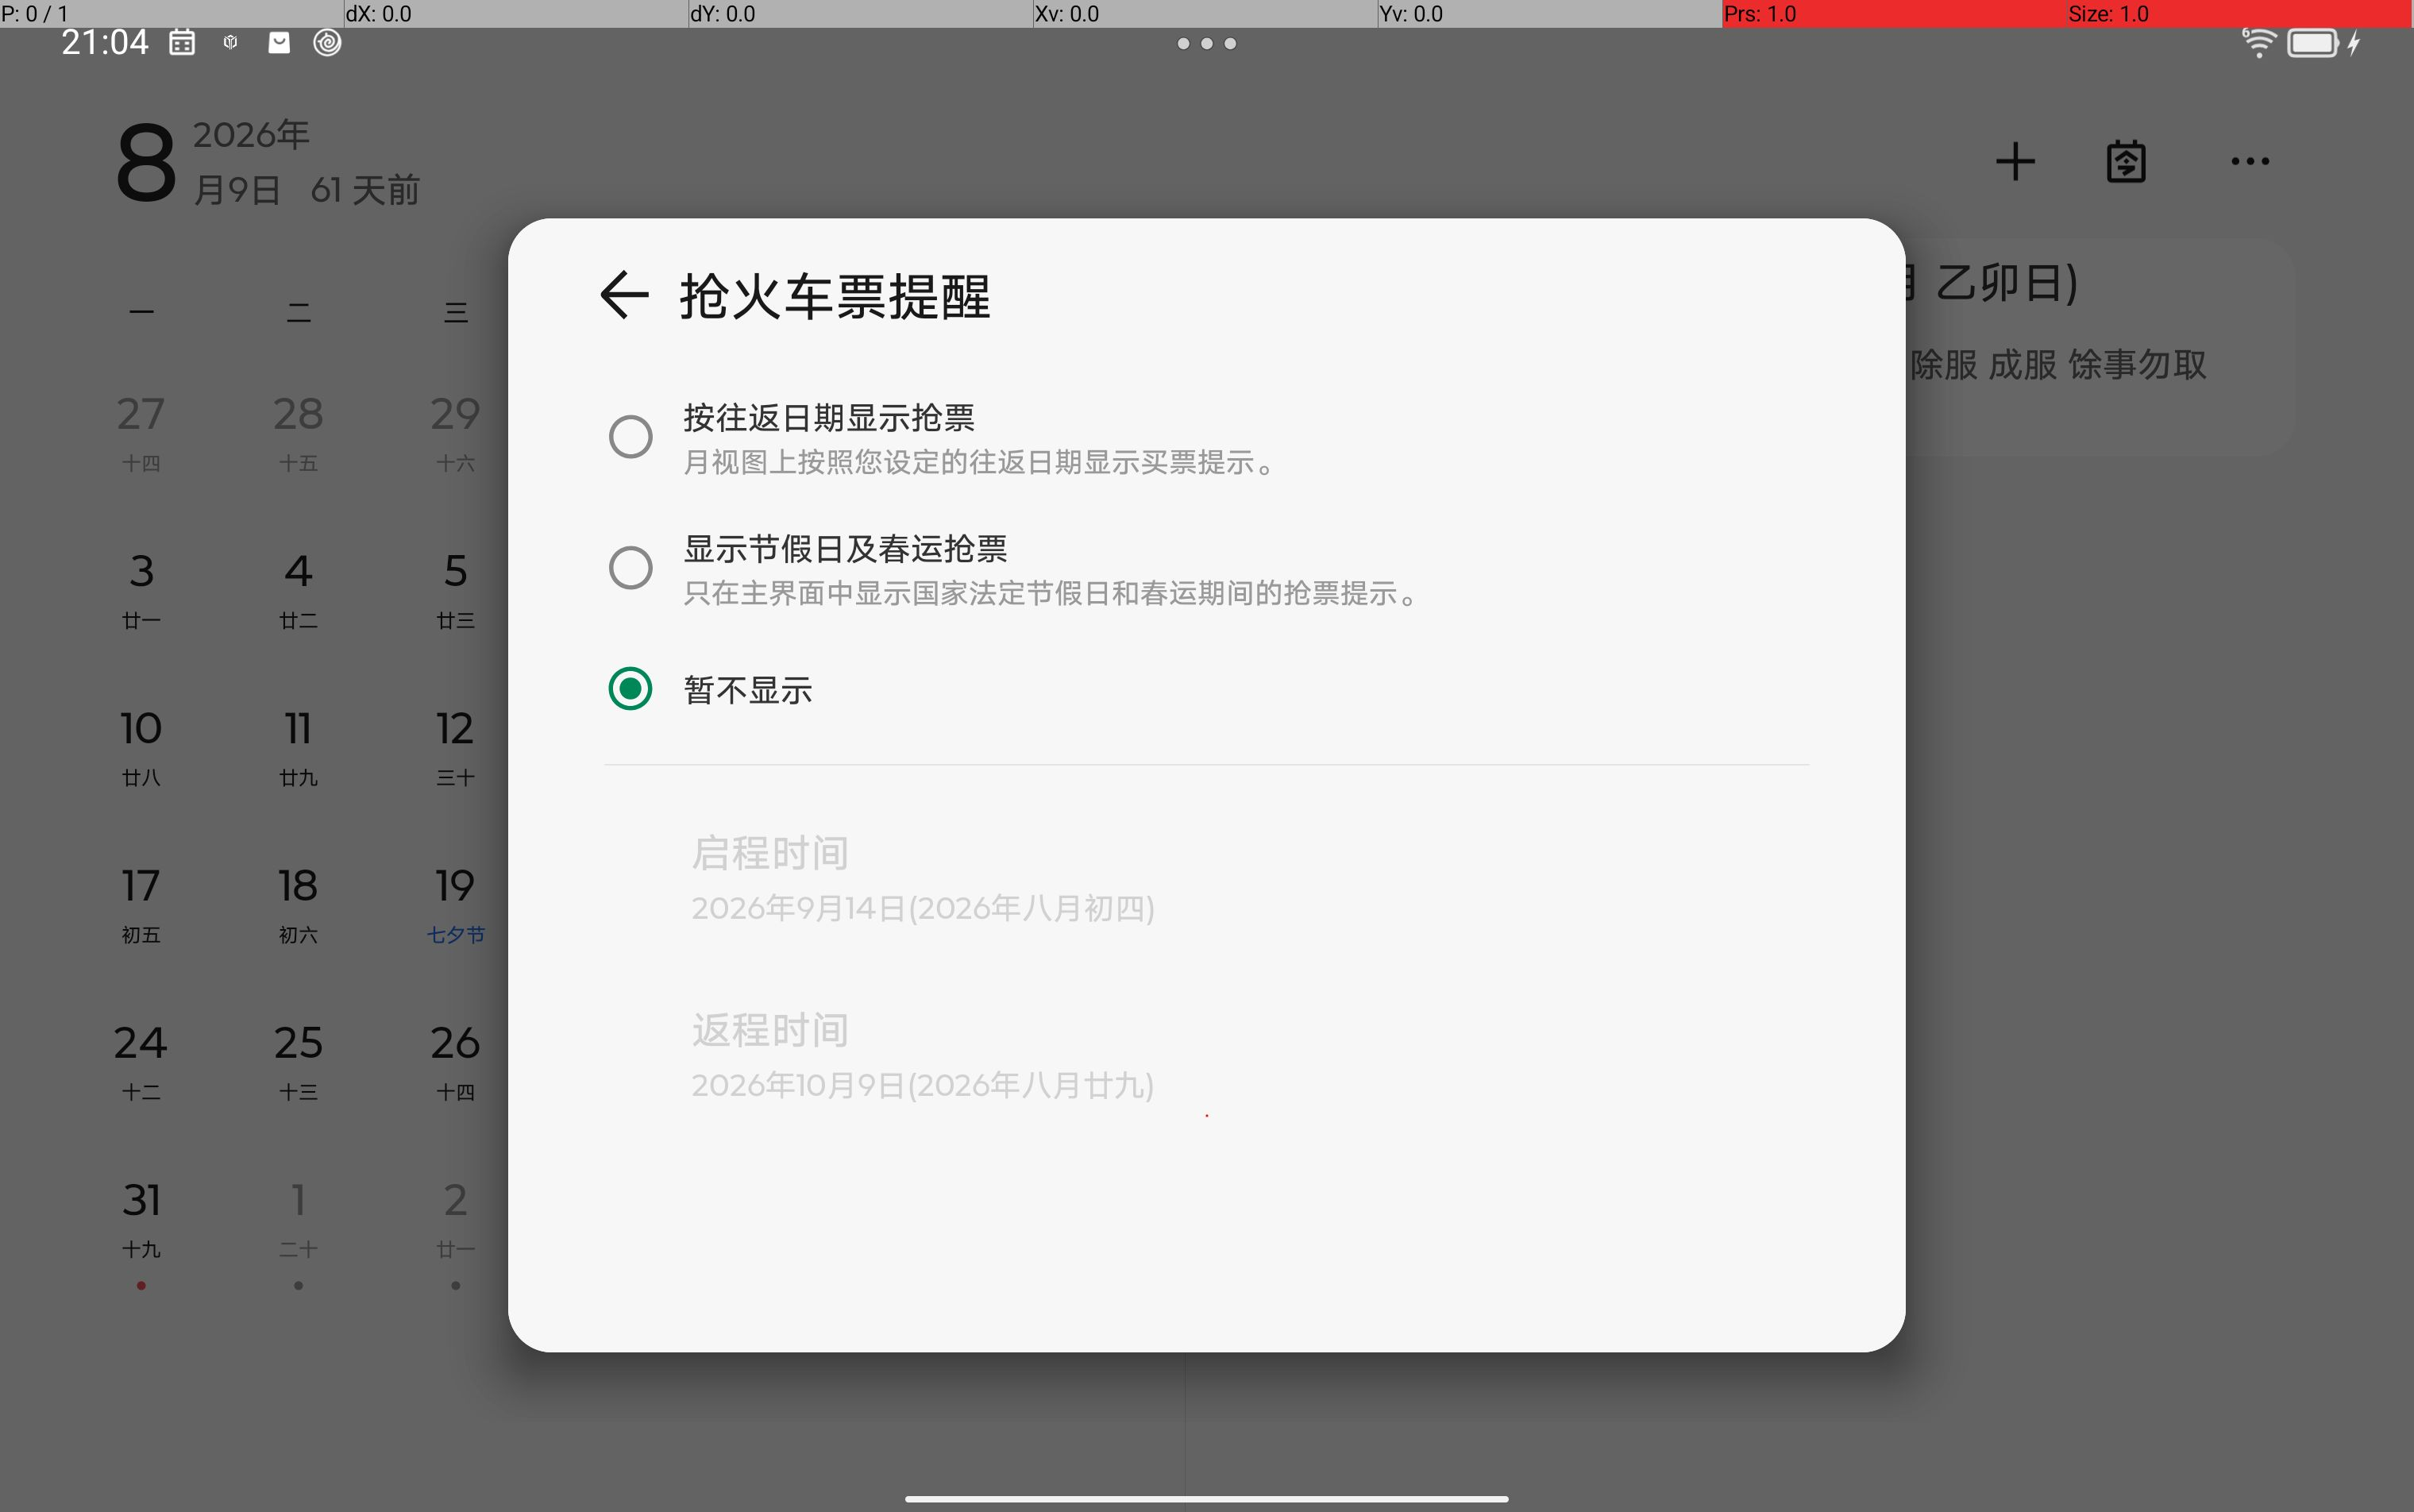 P: 0 / 1 dX: 0.0 dY: 0.0 Xv: 0.0 Yv: 0.0 Prs: 1.0 Size: 1.0
21:04
8 2026年
月9日 61 天前
乙卯日)
除服 成服 馀事勿取
一 二 三
27 28 29
十四 十五 十六
3 4 5
廿一 廿二 廿三
10 11 12
廿八 廿九 三十
17 18 19
初五 初六 七夕节
24 25 26
十二 十三 十四
31 1 2
十九 二十 廿一
抢火车票提醒
按往返日期显示抢票
月视图上按照您设定的往返日期显示买票提示。
显示节假日及春运抢票
只在主界面中显示国家法定节假日和春运期间的抢票提示。
暂不显示
启程时间
2026年9月14日(2026年八月初四)
返程时间
2026年10月9日(2026年八月廿九)